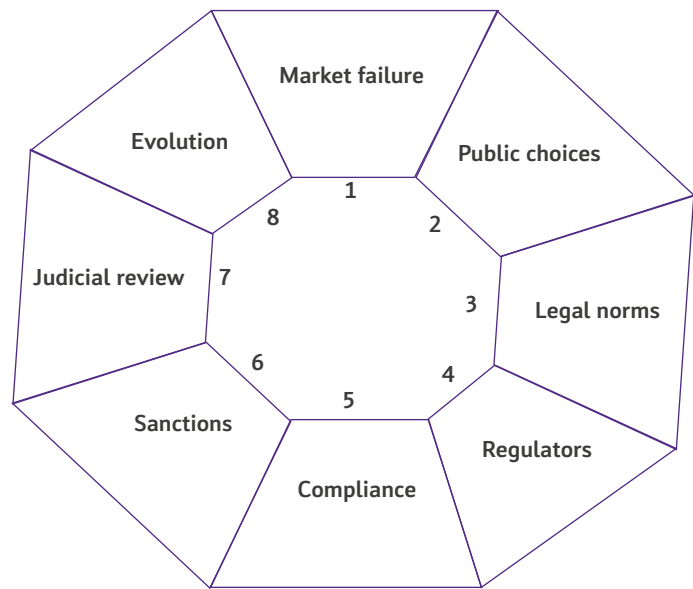 Market failure
1
Public choices
2
Legal norms
3
Regulators
4
Compliance
5
Sanctions
6
Judicial review
7
Evolution
8